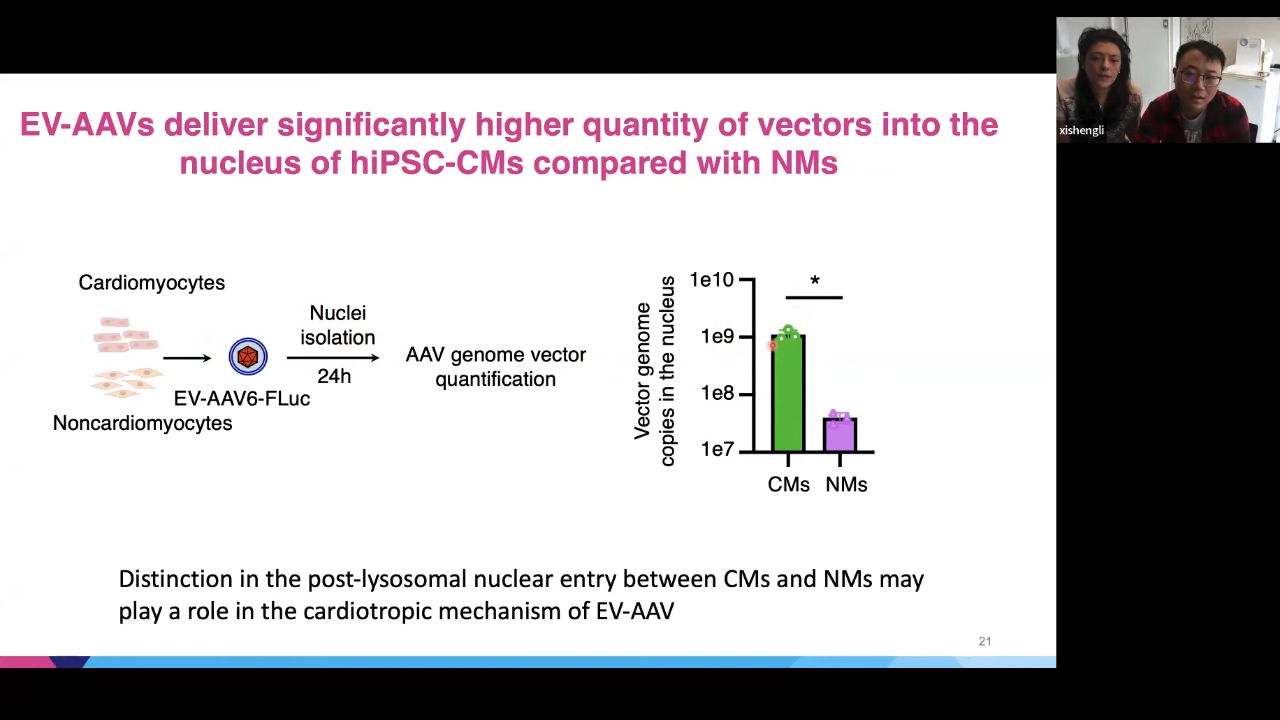 EV-AAVs deliver significantly higher quantity of vectors into the
nucleus of hiPSC-CMs compared with NMs
xishengli
Cardiomyocytes
Noncardiomyocytes
EV-AAV6-FLuc
Nuclei
isolation
24h
AAV genome vector
quantification
Vector genome
copies in the nucleus
1e10
1e9
1e8
1e7
*
CMs
NMs
Distinction in the post-lysosomal nuclear entry between CMs and NMs may
play a role in the cardiotropic mechanism of EV-AAV
21